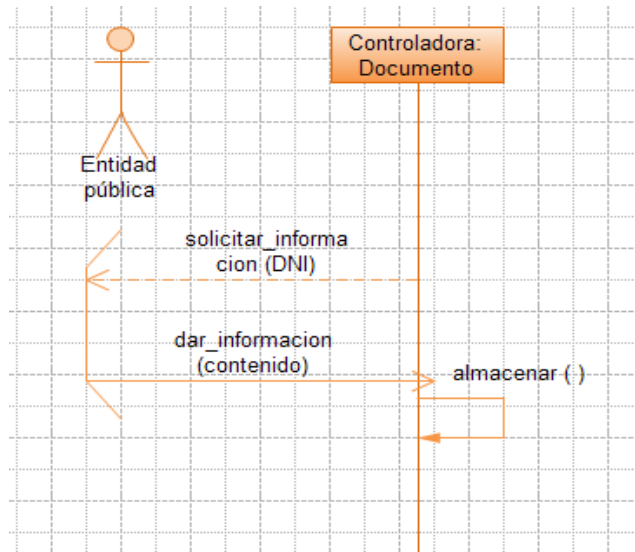 Controladora:
Documento
Entidad
pública
solicitar_informa
cion (DNI)
dar_informacion
(contenido)
almacenar ( )